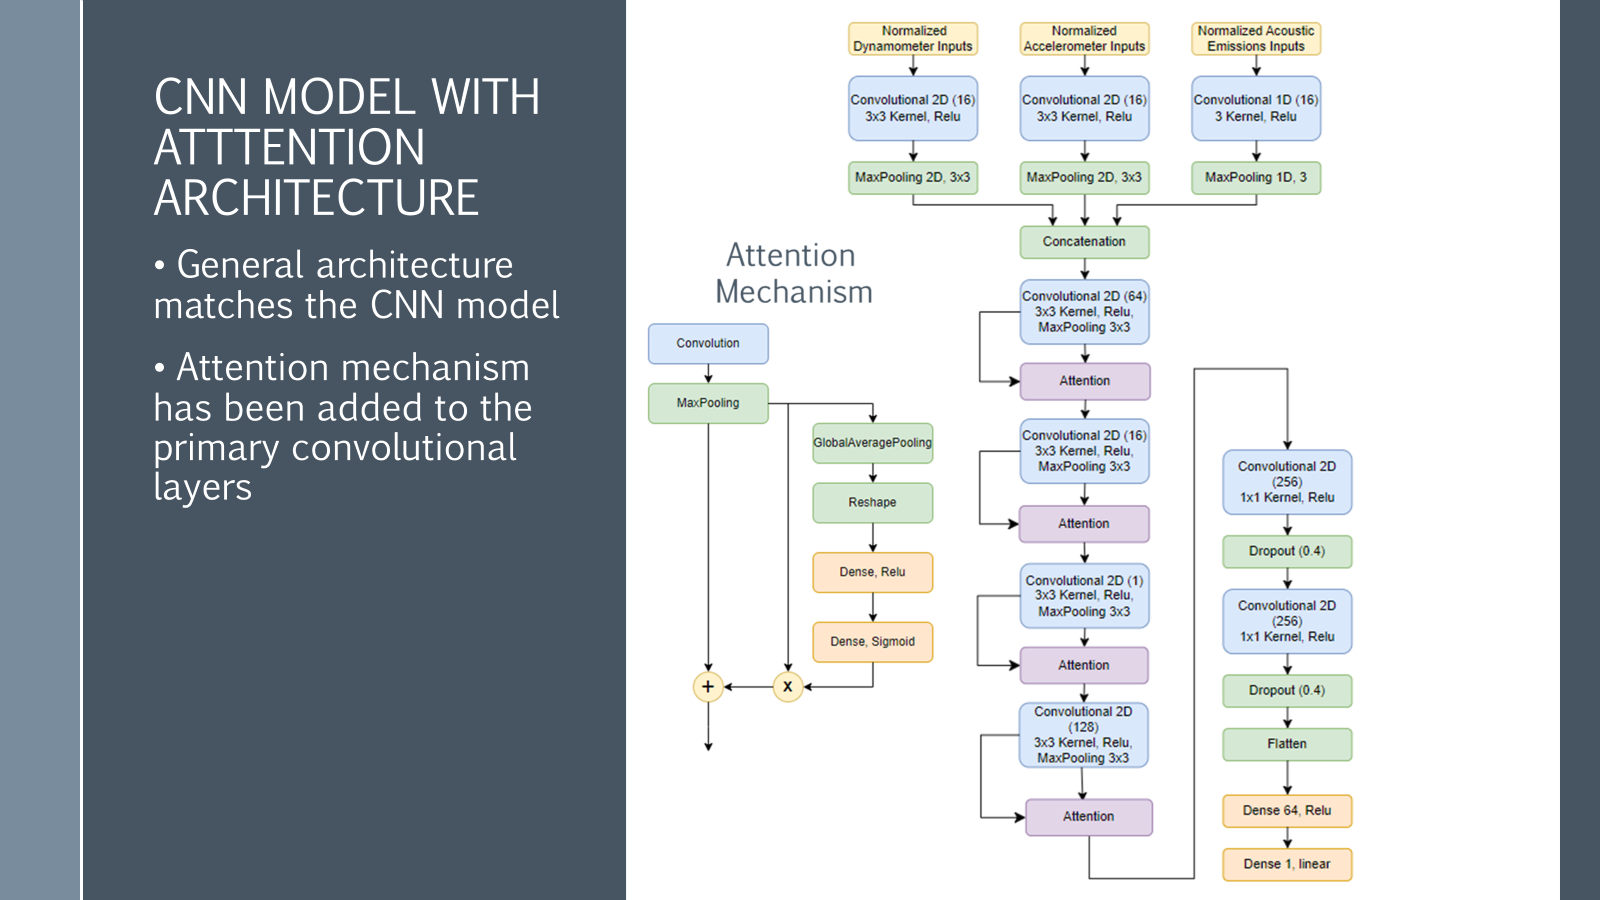 CNN MODEL WITH
ATTTENTION
ARCHITECTURE
• General architecture
matches the CNN model
• Attention mechanism
has been added to the
primary convolutional
layers
Attention
Mechanism
Convolution
MaxPooling
GlobalAveragePooling
Reshape
Dense, Relu
Dense, Sigmoid
+
X
Normalized
Dynamometer Inputs
Normalized
Accelerometer Inputs
Normalized Acoustic
Emissions Inputs
Convolutional 2D (16)
3x3 Kernel, Relu
Convolutional 2D (16)
3x3 Kernel, Relu
Convolutional 1D (16)
3 Kernel, Relu
MaxPooling 2D, 3x3
MaxPooling 2D, 3x3
MaxPooling 1D, 3
Concatenation
Convolutional 2D (64)
3x3 Kernel, Relu,
MaxPooling 3x3
Attention
Convolutional 2D (16)
3x3 Kernel, Relu,
MaxPooling 3x3
Attention
Convolutional 2D (1)
3x3 Kernel, Relu,
MaxPooling 3x3
Attention
Convolutional 2D
(128)
3x3 Kernel, Relu,
MaxPooling 3x3
Attention
Convolutional 2D
(256)
1x1 Kernel, Relu
Dropout (0.4)
Convolutional 2D
(256)
1x1 Kernel, Relu
Dropout (0.4)
Flatten
Dense 64, Relu
Dense 1, linear